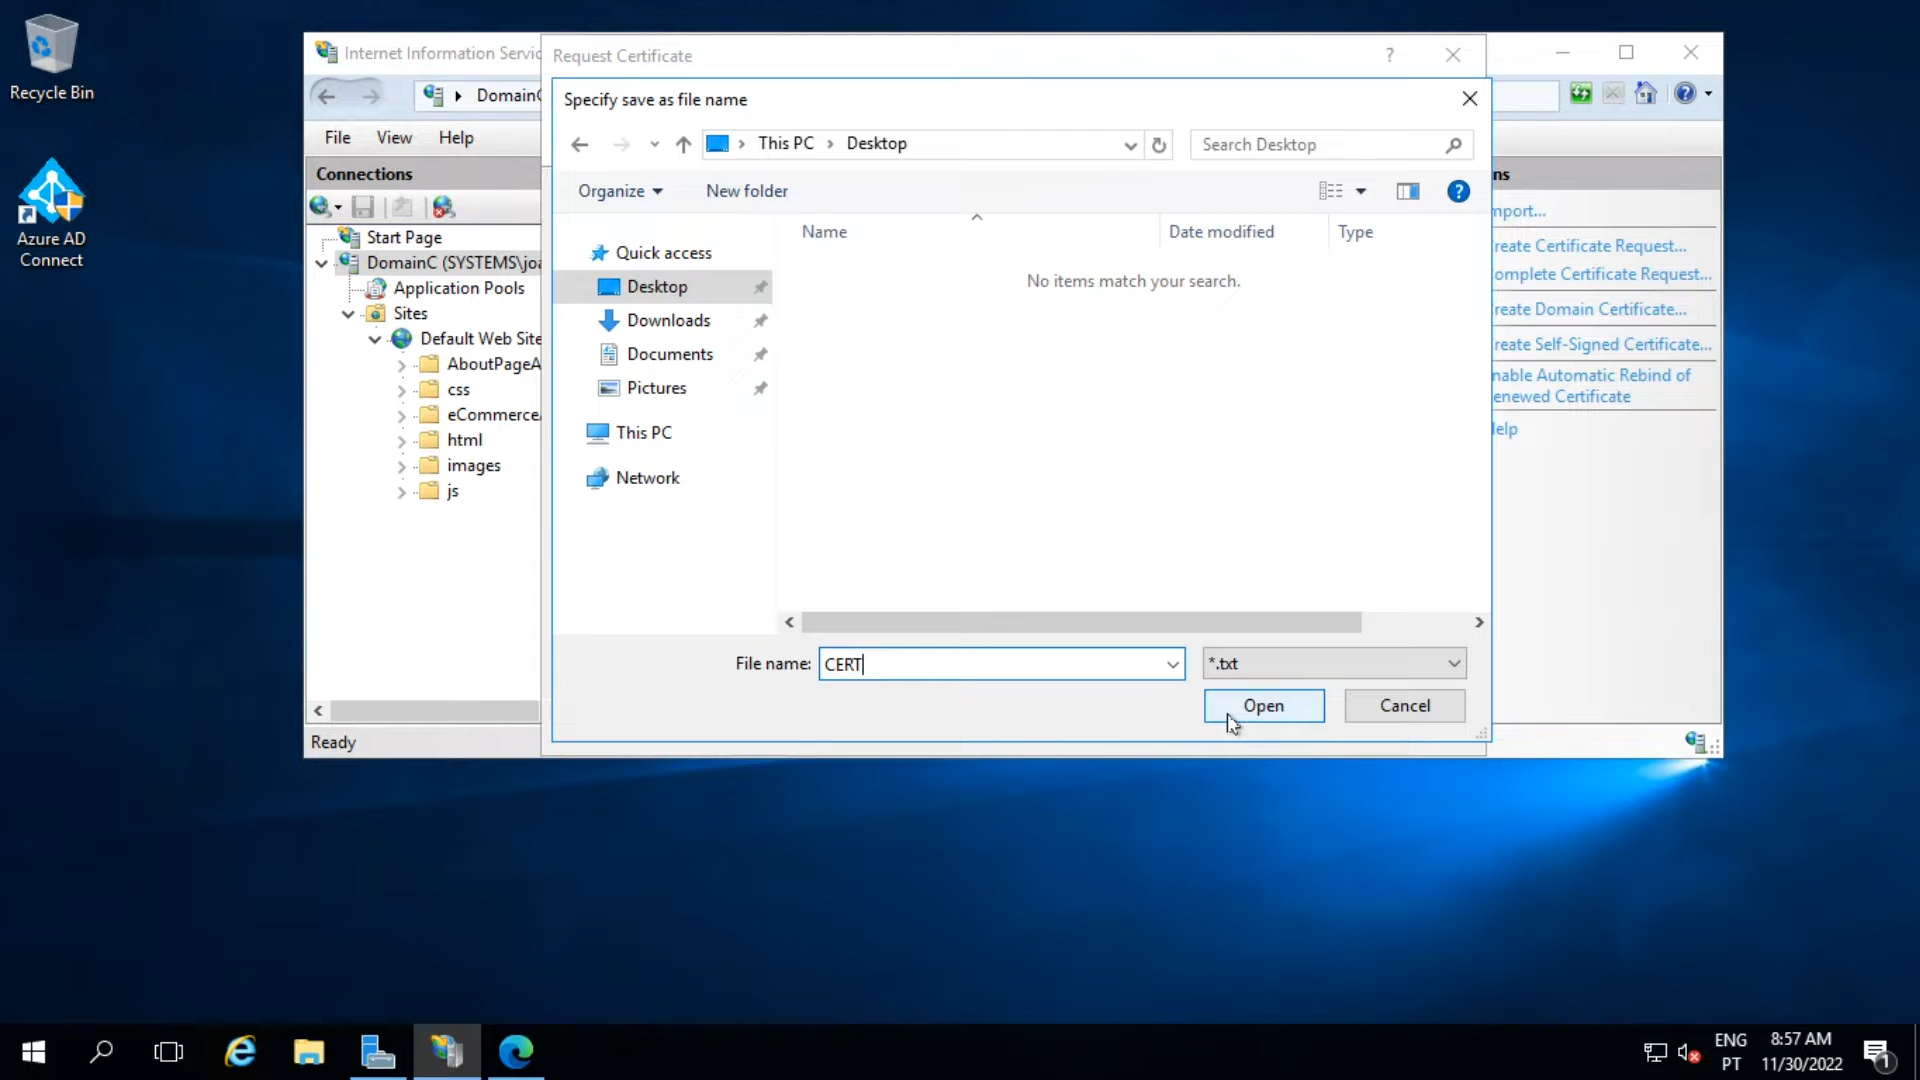 Recycle Bin
Azure AD
Connect
Internet Information Servic
Request Certificate
?
Specify save as file name
This PC
Desktop
Search Desktop
Organize
New folder
?
Name
Date modified
Type
No items match your search.
Quick access
Desktop
Downloads
Documents
Pictures
This PC
Network
File name:
CERT
*.txt
Open
Cancel
DomainC
File
View
Help
Connections
Start Page
DomainC (SYSTEMS\joa
Application Pools
Sites
Default Web Site
AboutPageA
css
eCommerce
html
images
js
Ready
?
ns
mport...
reate Certificate Request...
omplete Certificate Request...
reate Domain Certificate...
reate Self-Signed Certificate...
nable Automatic Rebind of
enewed Certificate
elp
ENG
PT
8:57 AM
11/30/2022
1